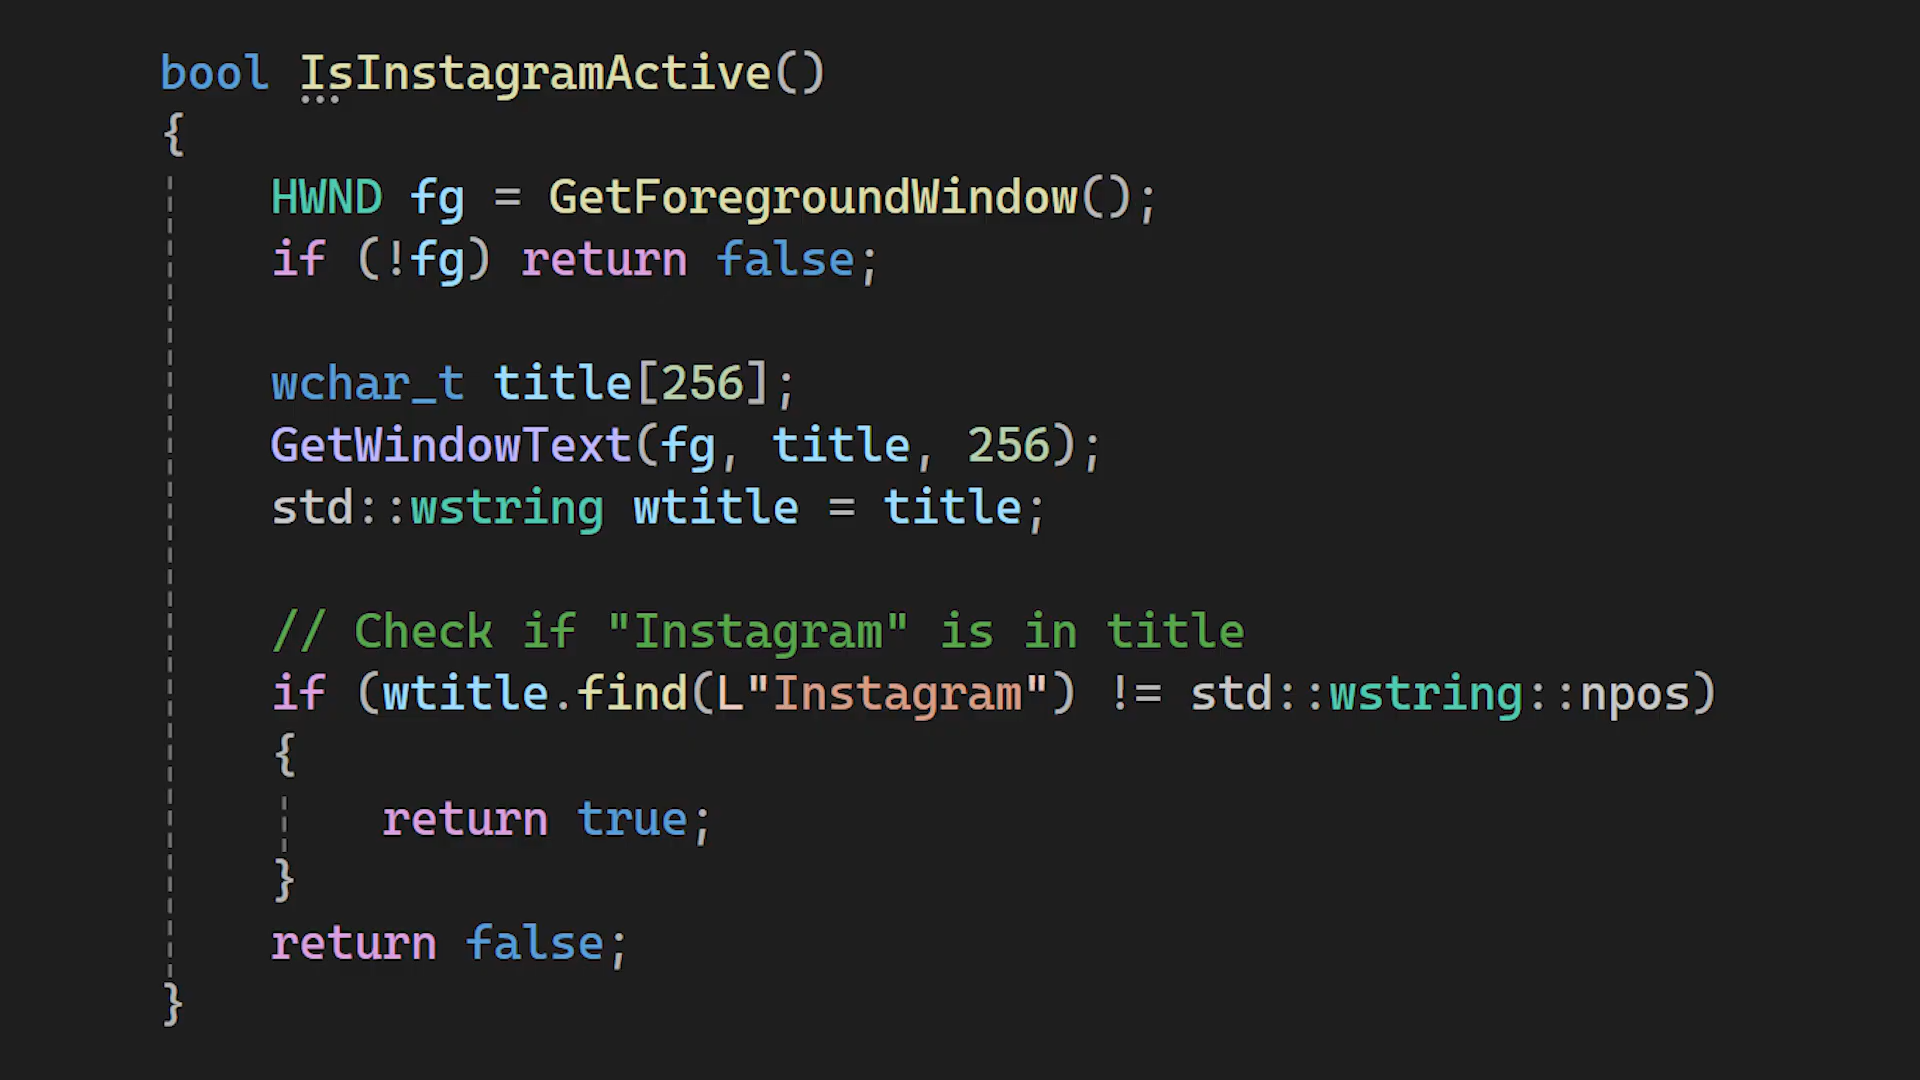 bool IsInstagramActive()
{
    HWND fg = GetForegroundWindow();
    if (!fg) return false;

    wchar_t title[256];
    GetWindowText(fg, title, 256);
    std::wstring wtitle = title;

    // Check if "Instagram" is in title
    if (wtitle.find(L"Instagram") != std::wstring::npos)
    {
        return true;
    }
    return false;
}